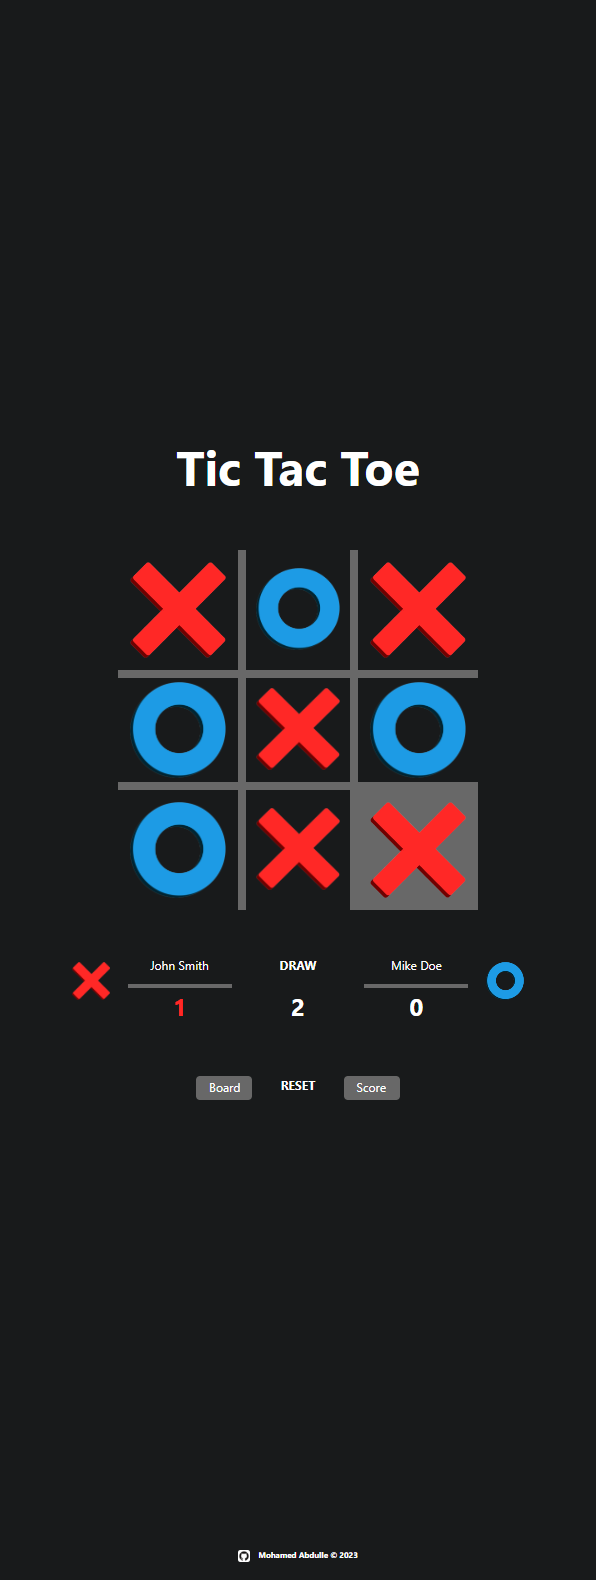 Tic Tac Toe
John Smith DRAW Mike Doe
1 2 0
Board RESET Score
Mohamed Abdulle © 2023